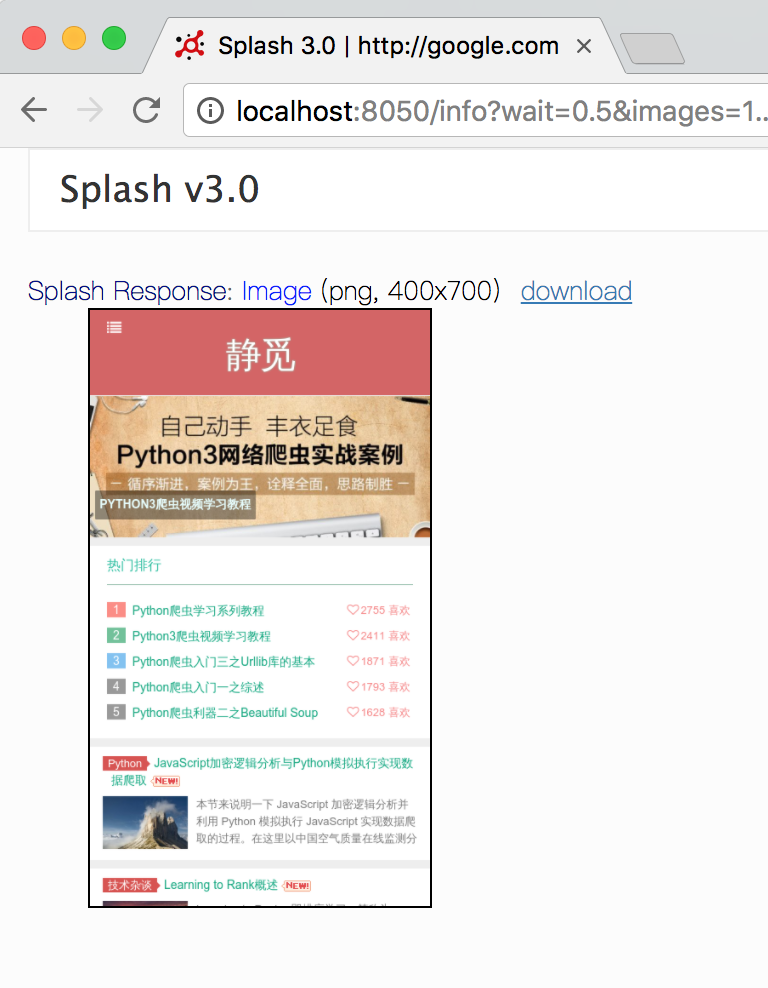 Splash 3.0 | http://google.com
localhost:8050/info?wait=0.5&images=1..
Splash v3.0
Splash Response: Image (png, 400x700) download
静觅
自己动手 丰衣足食
Python3网络爬虫实战案例
一 循序渐进，案例为王，诠释全面，思路制胜 一
PYTHON3爬虫视频学习教程
热门排行
1 Python爬虫学习系列教程 2755 喜欢
2 Python3爬虫视频学习教程 2411 喜欢
3 Python爬虫入门三之Urllib库的基本 1871 喜欢
4 Python爬虫入门一之综述 1793 喜欢
5 Python爬虫利器二之Beautiful Soup 1628 喜欢
Python JavaScript加密逻辑分析与Python模拟执行实现数
据爬取 NEW!
本节来说明一下 JavaScript 加密逻辑分析并
利用 Python 模拟执行 JavaScript 实现数据爬
取的过程。在这里以中国空气质量在线监测分
技术杂谈 Learning to Rank概述 NEW!